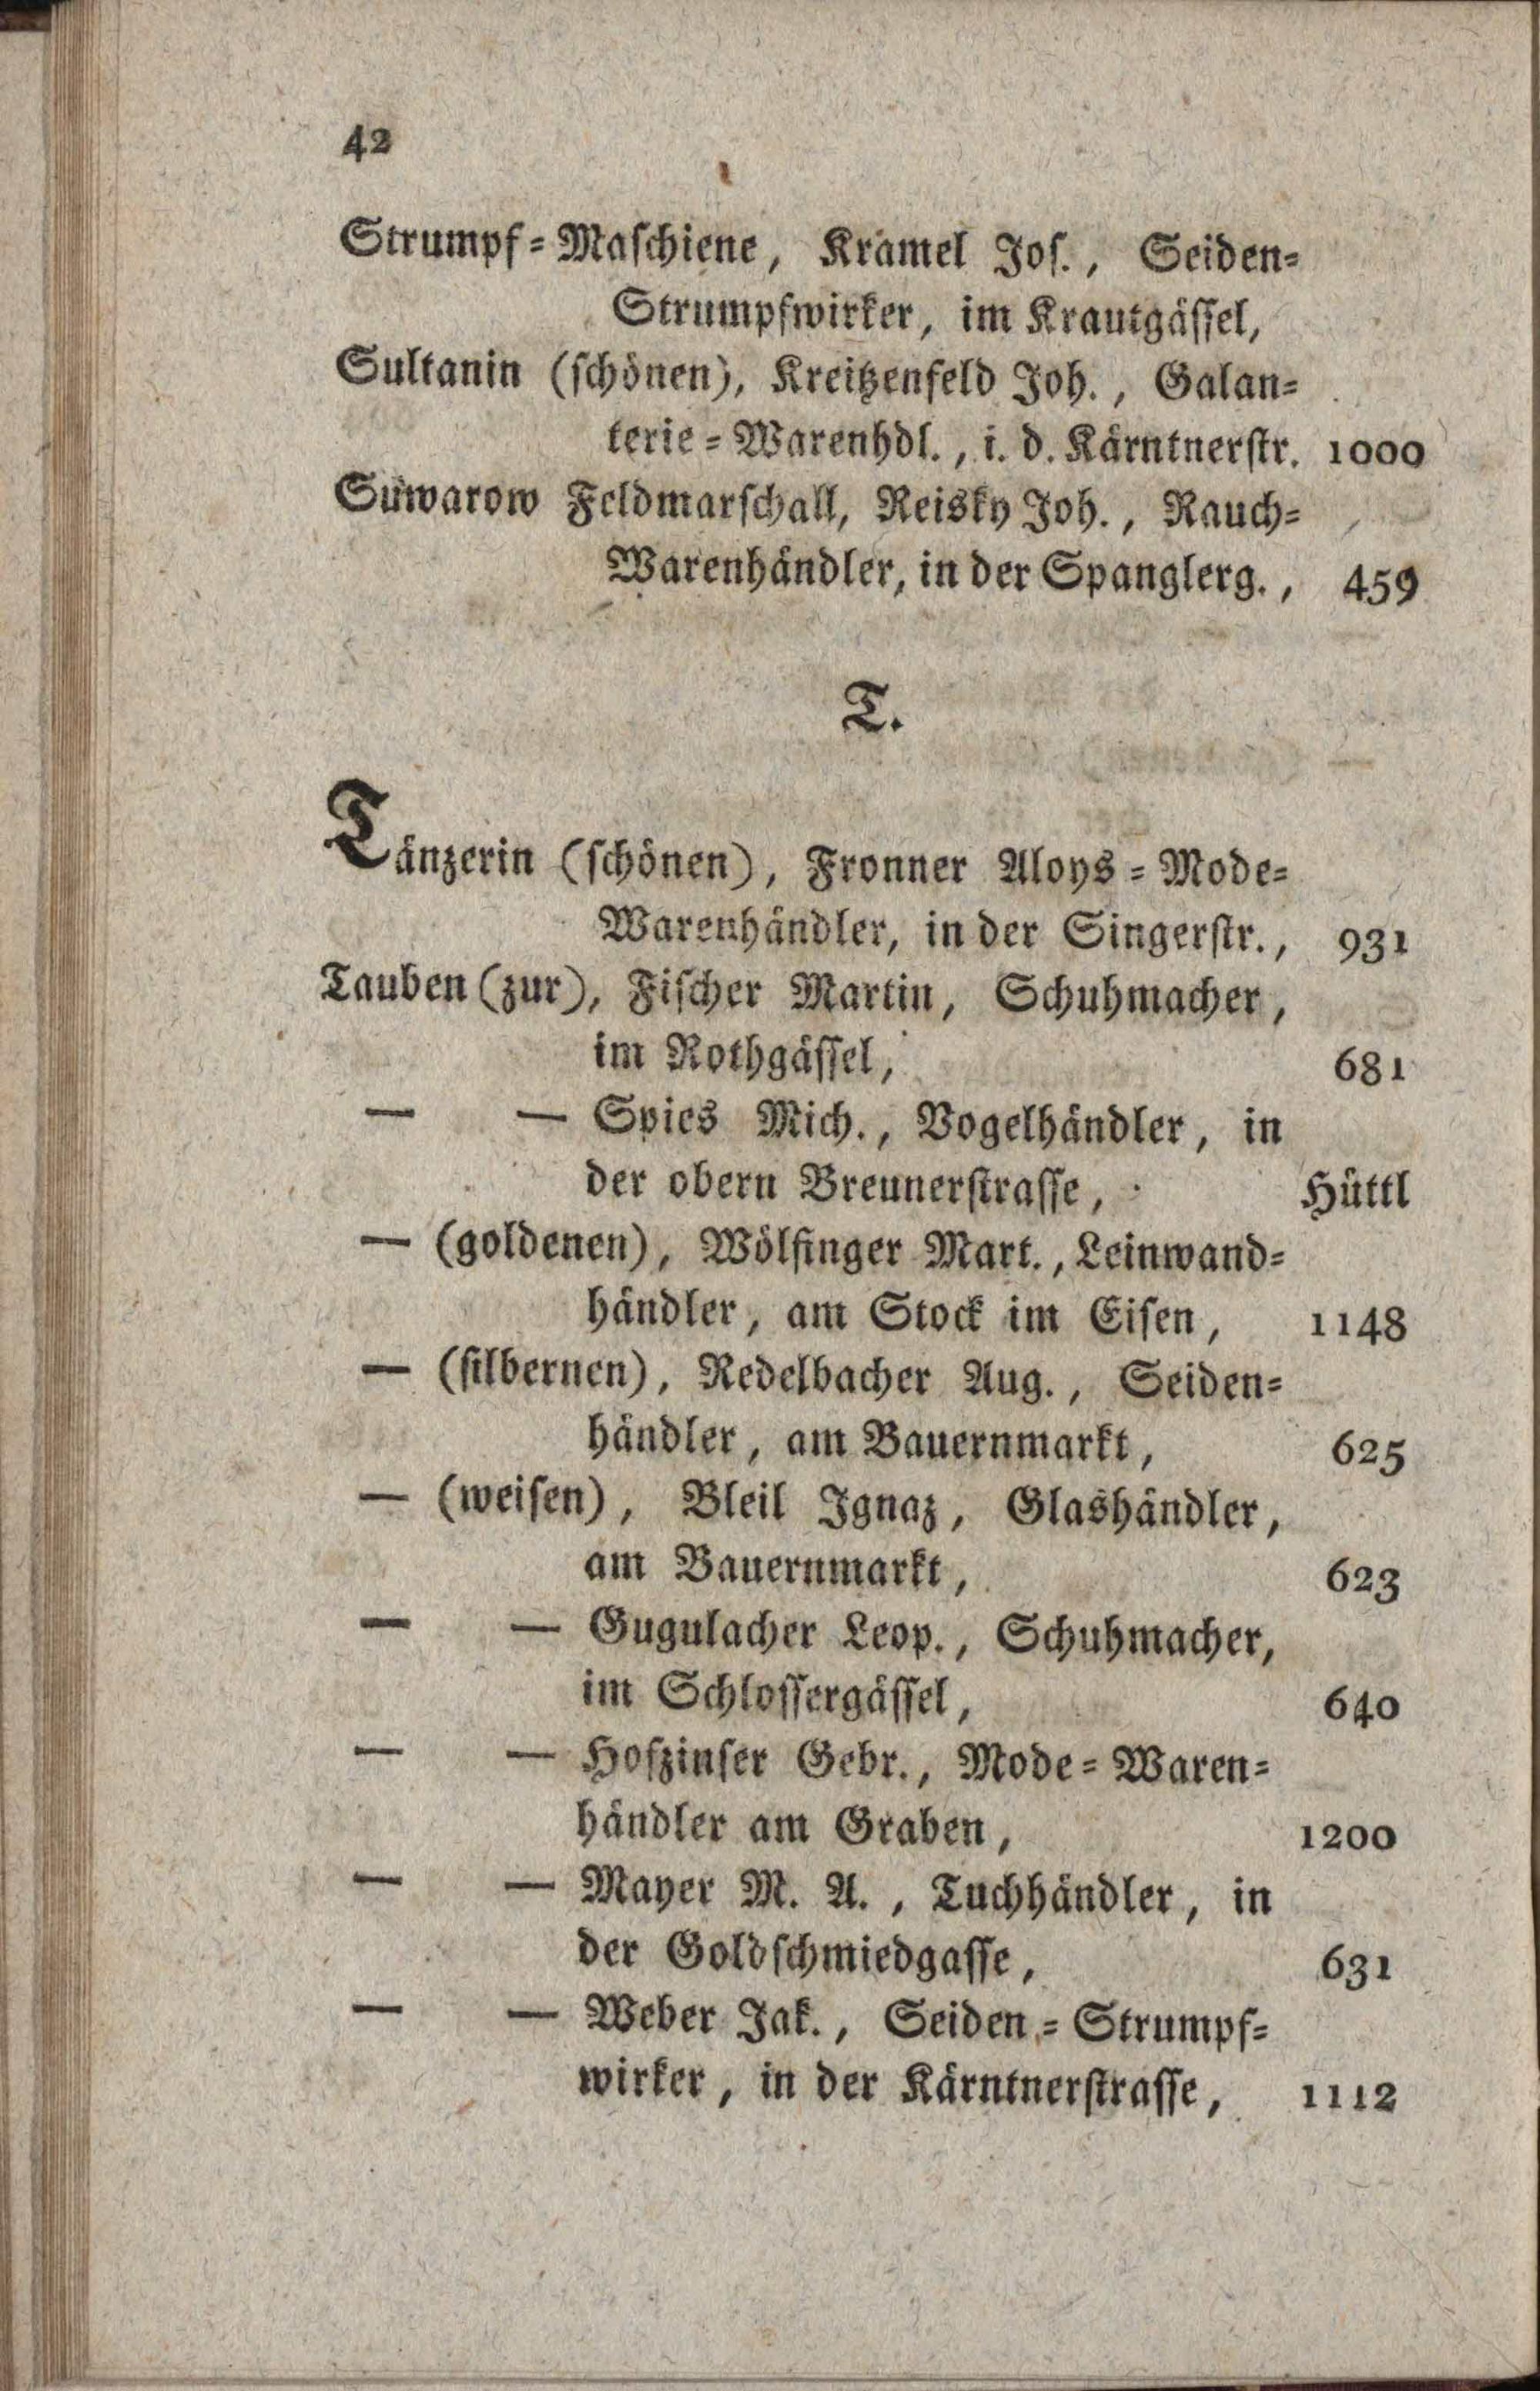 42
Strumpf=Maschiene, Kramel Jos., Seiden=
Strumpfwirker, im Krautgässel,
Sultanin (schönen), Kreitzenfeld Joh., Galan=
terie=Warenhdl., i. d. Kärntnerstr. 1000
Suwarow Feldmarschall, Reisky Joh., Rauch=
Warenhändler, in der Spanglerg., 459
T.
Tänzerin (schönen), Fronner Aloys=Mode=
Warenhändler, in der Singerstr., 931
Tauben (zur), Fischer Martin, Schuhmacher,
im Rothgässel, 681
— — Spies Mich., Vogelhändler, in
der obern Breunerstrasse, Hüttl
— (goldenen), Wölfinger Mart., Leinwand=
händler, am Stock im Eisen, 1148
— (silbernen), Redelbacher Aug., Seiden=
händler, am Bauernmarkt, 625
— (weisen), Bleil Ignaz, Glashändler,
am Bauernmarkt, 623
— — Gugulacher Leop., Schuhmacher,
im Schlossergässel, 640
— — Hofzinser Gebr., Mode=Waren=
händler am Graben, 1200
— — Mayer M. A., Tuchhändler, in
der Goldschmiedgasse, 631
— — Weber Jak., Seiden=Strumpf=
wirker, in der Kärntnerstrasse, 1112